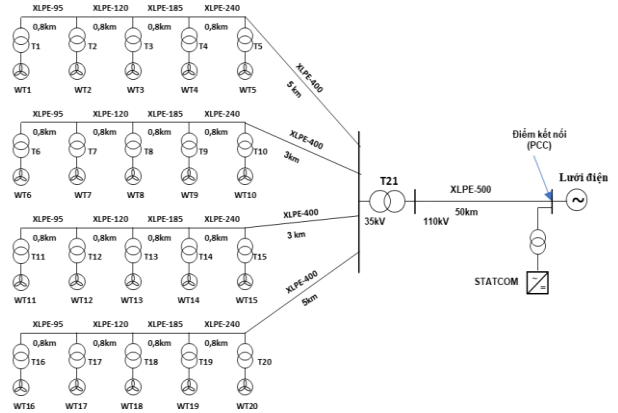 XLPE-95 XLPE-120 XLPE-185 XLPE-240
0,8km 0,8km 0,8km 0,8km
T1 T2 T3 T4 T5
WT1 WT2 WT3 WT4 WT5
XLPE-400
5 km
XLPE-95 XLPE-120 XLPE-185 XLPE-240
0,8km 0,8km 0,8km 0,8km
T6 T7 T8 T9 T10
WT6 WT7 WT8 WT9 WT10
XLPE-400
3km
Điểm kết nối
(PCC)
Lưới điện
T21
XLPE-500
35kV
110kV
50km
STATCOM
~
=
~
XLPE-95 XLPE-120 XLPE-185 XLPE-240
0,8km 0,8km 0,8km 0,8km
T11 T12 T13 T14 T15
WT11 WT12 WT13 WT14 WT15
XLPE-400
3 km
XLPE-95 XLPE-120 XLPE-185 XLPE-240
0,8km 0,8km 0,8km 0,8km
T16 T17 T18 T19 T20
WT16 WT17 WT18 WT19 WT20
XLPE-400
5km